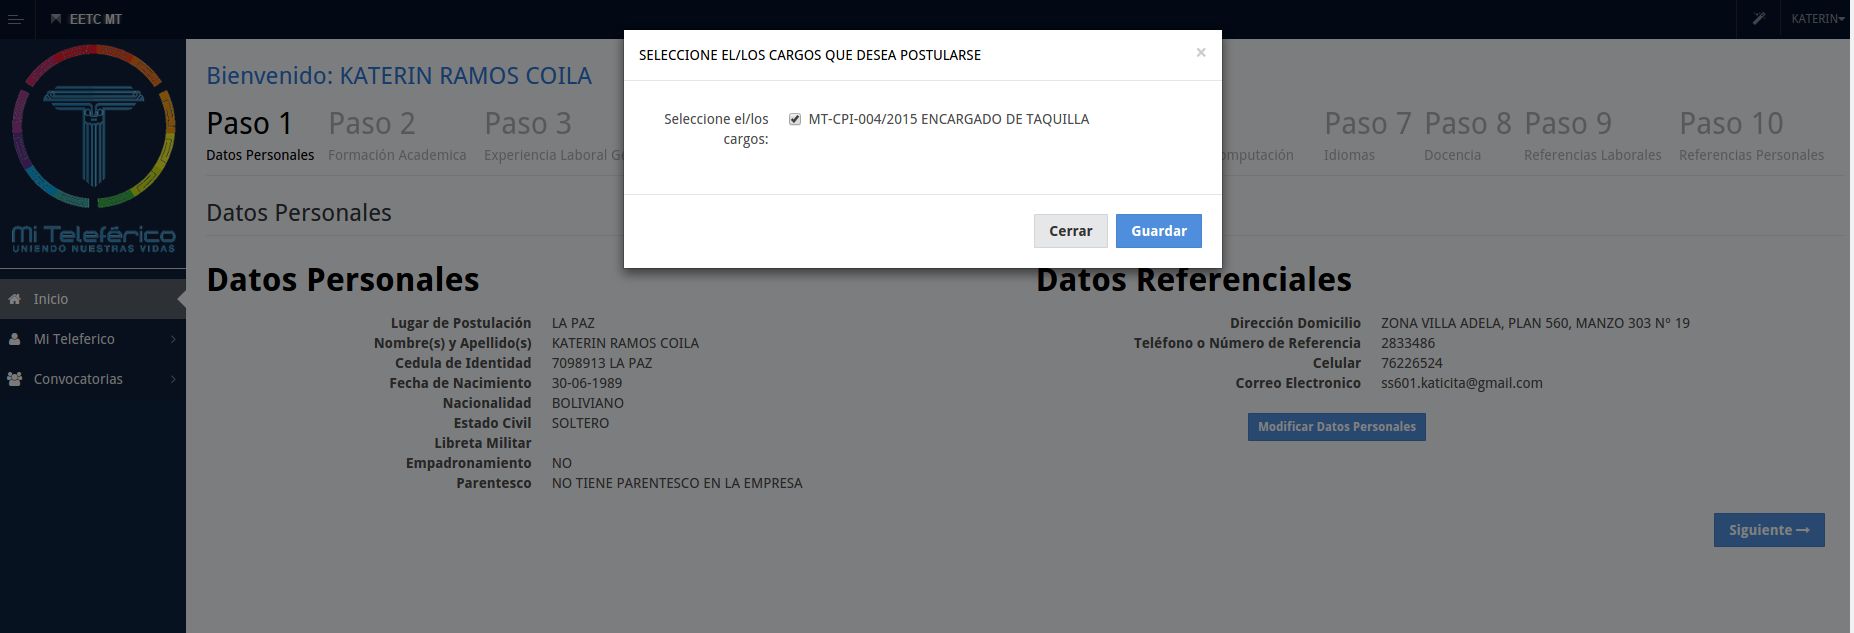 EETC MT
KATERIN
Mi Teleférico
UNIENDO NUESTRAS VIDAS
Inicio
Mi Teleferico
Convocatorias
Bienvenido: KATERIN RAMOS COILA
Paso 1
Datos Personales
Paso 2
Formación Academica
Paso 3
Experiencia Laboral Ge
mputación
Paso 7
Idiomas
Paso 8
Docencia
Paso 9
Referencias Laborales
Paso 10
Referencias Personales
SELECCIONE EL/LOS CARGOS QUE DESEA POSTULARSE
×
Seleccione el/los
cargos:
MT-CPI-004/2015 ENCARGADO DE TAQUILLA
Cerrar
Guardar
Datos Personales
Datos Personales
Lugar de Postulación LA PAZ
Nombre(s) y Apellido(s) KATERIN RAMOS COILA
Cedula de Identidad 7098913 LA PAZ
Fecha de Nacimiento 30-06-1989
Nacionalidad BOLIVIANO
Estado Civil SOLTERO
Libreta Militar
Empadronamiento NO
Parentesco NO TIENE PARENTESCO EN LA EMPRESA
Datos Referenciales
Dirección Domicilio ZONA VILLA ADELA, PLAN 560, MANZO 303 Nº 19
Teléfono o Número de Referencia 2833486
Celular 76226524
Correo Electronico ss601.katicita@gmail.com
Modificar Datos Personales
Siguiente